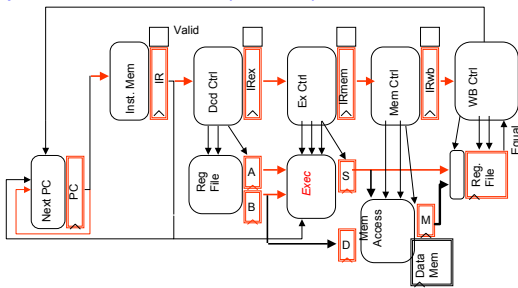 Valid
Inst. Mem
IR
Dcd Ctrl
IRex
Ex Ctrl
IRmem
Mem Ctrl
IRwb
WB Ctrl
Next PC
PC
Reg
File
A
B
Exec
S
D
Mem
Access
M
Data
Mem
Reg.
File
Equal